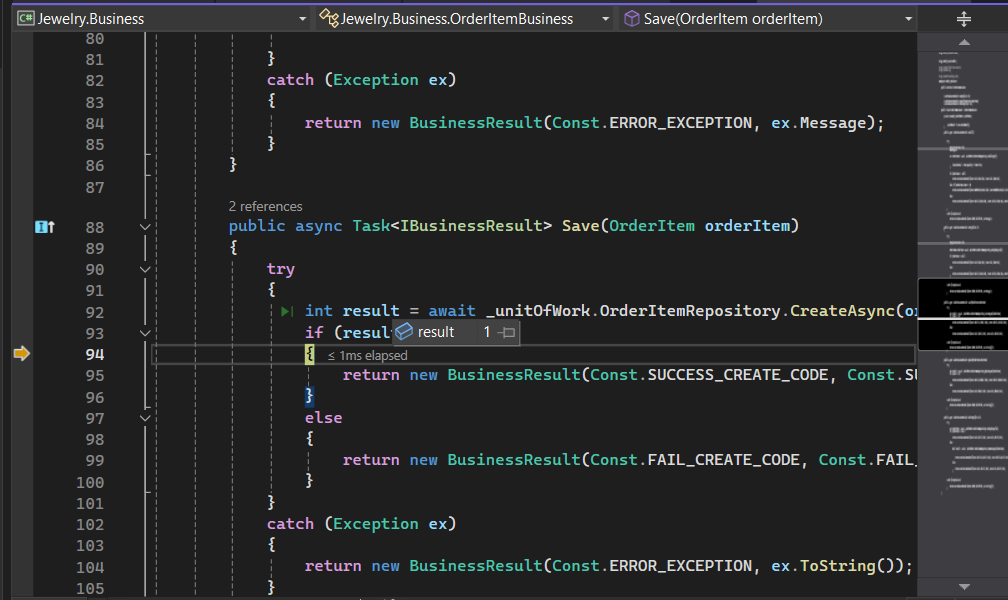 C# Jewelry.Business Jewelry.Business.OrderItemBusiness Save(OrderItem orderItem)
80
81 }
82 catch (Exception ex)
83 {
84 return new BusinessResult(Const.ERROR_EXCEPTION, ex.Message);
85 }
86 }
87
2 references
88 public async Task<IBusinessResult> Save(OrderItem orderItem)
89 {
90 try
91 {
92 int result = await _unitOfWork.OrderItemRepository.CreateAsync(or
93 if (resul result 1
94 { ≤ 1ms elapsed
95 return new BusinessResult(Const.SUCCESS_CREATE_CODE, Const.SU
96 }
97 else
98 {
99 return new BusinessResult(Const.FAIL_CREATE_CODE, Const.FAIL_
100 }
101 }
102 catch (Exception ex)
103 {
104 return new BusinessResult(Const.ERROR_EXCEPTION, ex.ToString());
105 }